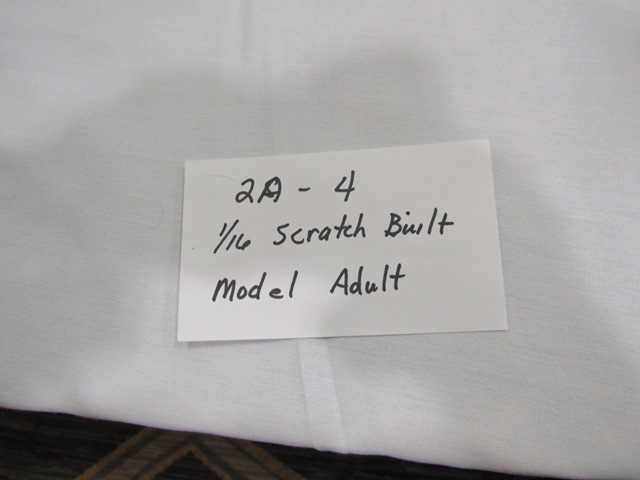 2A - 4
1/16 Scratch Built
Model Adult